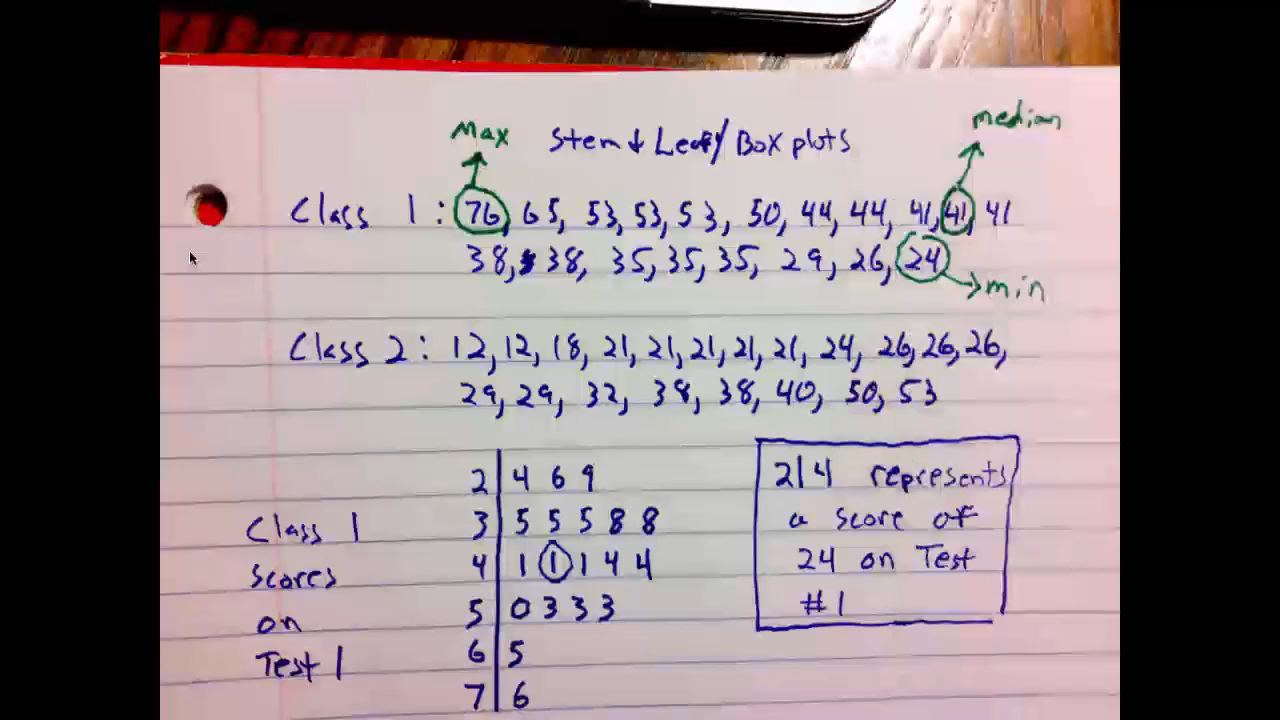 Max
median
Stem ↓ Leaf/Box plots
Class 1: 76, 65, 53, 53, 53, 50, 44, 44, 41, 41, 41
38, 38, 35, 35, 35, 29, 26, 24
min
Class 2: 12, 12, 18, 21, 21, 21, 21, 21, 24, 26, 26, 26,
29, 29, 32, 38, 38, 40, 50, 53
Class 1
Scores
on
Test 1
2 | 4 6 9
3 | 5 5 5 8 8
4 | 1 1 1 4 4
5 | 0 3 3 3
6 | 5
7 | 6
2|4 represents
a score of
24 on Test
#1